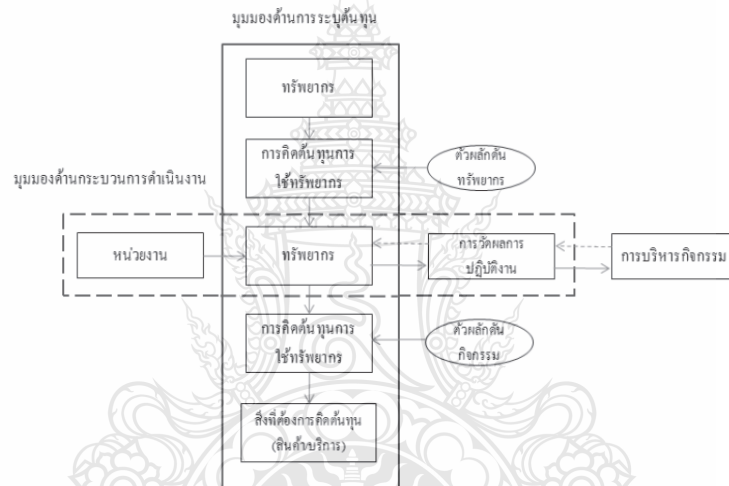 มุมมองด้านการระบุต้นทุน
ทรัพยากร
การคิดต้นทุนการ
ใช้ทรัพยากร
ตัวผลักดัน
ทรัพยากร
มุมมองด้านกระบวนการดำเนินงาน
หน่วยงาน
ทรัพยากร
การวัดผลการ
ปฏิบัติงาน
การบริหารกิจกรรม
การคิดต้นทุนการ
ใช้ทรัพยากร
ตัวผลักดัน
กิจกรรม
สิ่งที่ต้องการคิดต้นทุน
(สินค้า/บริการ)